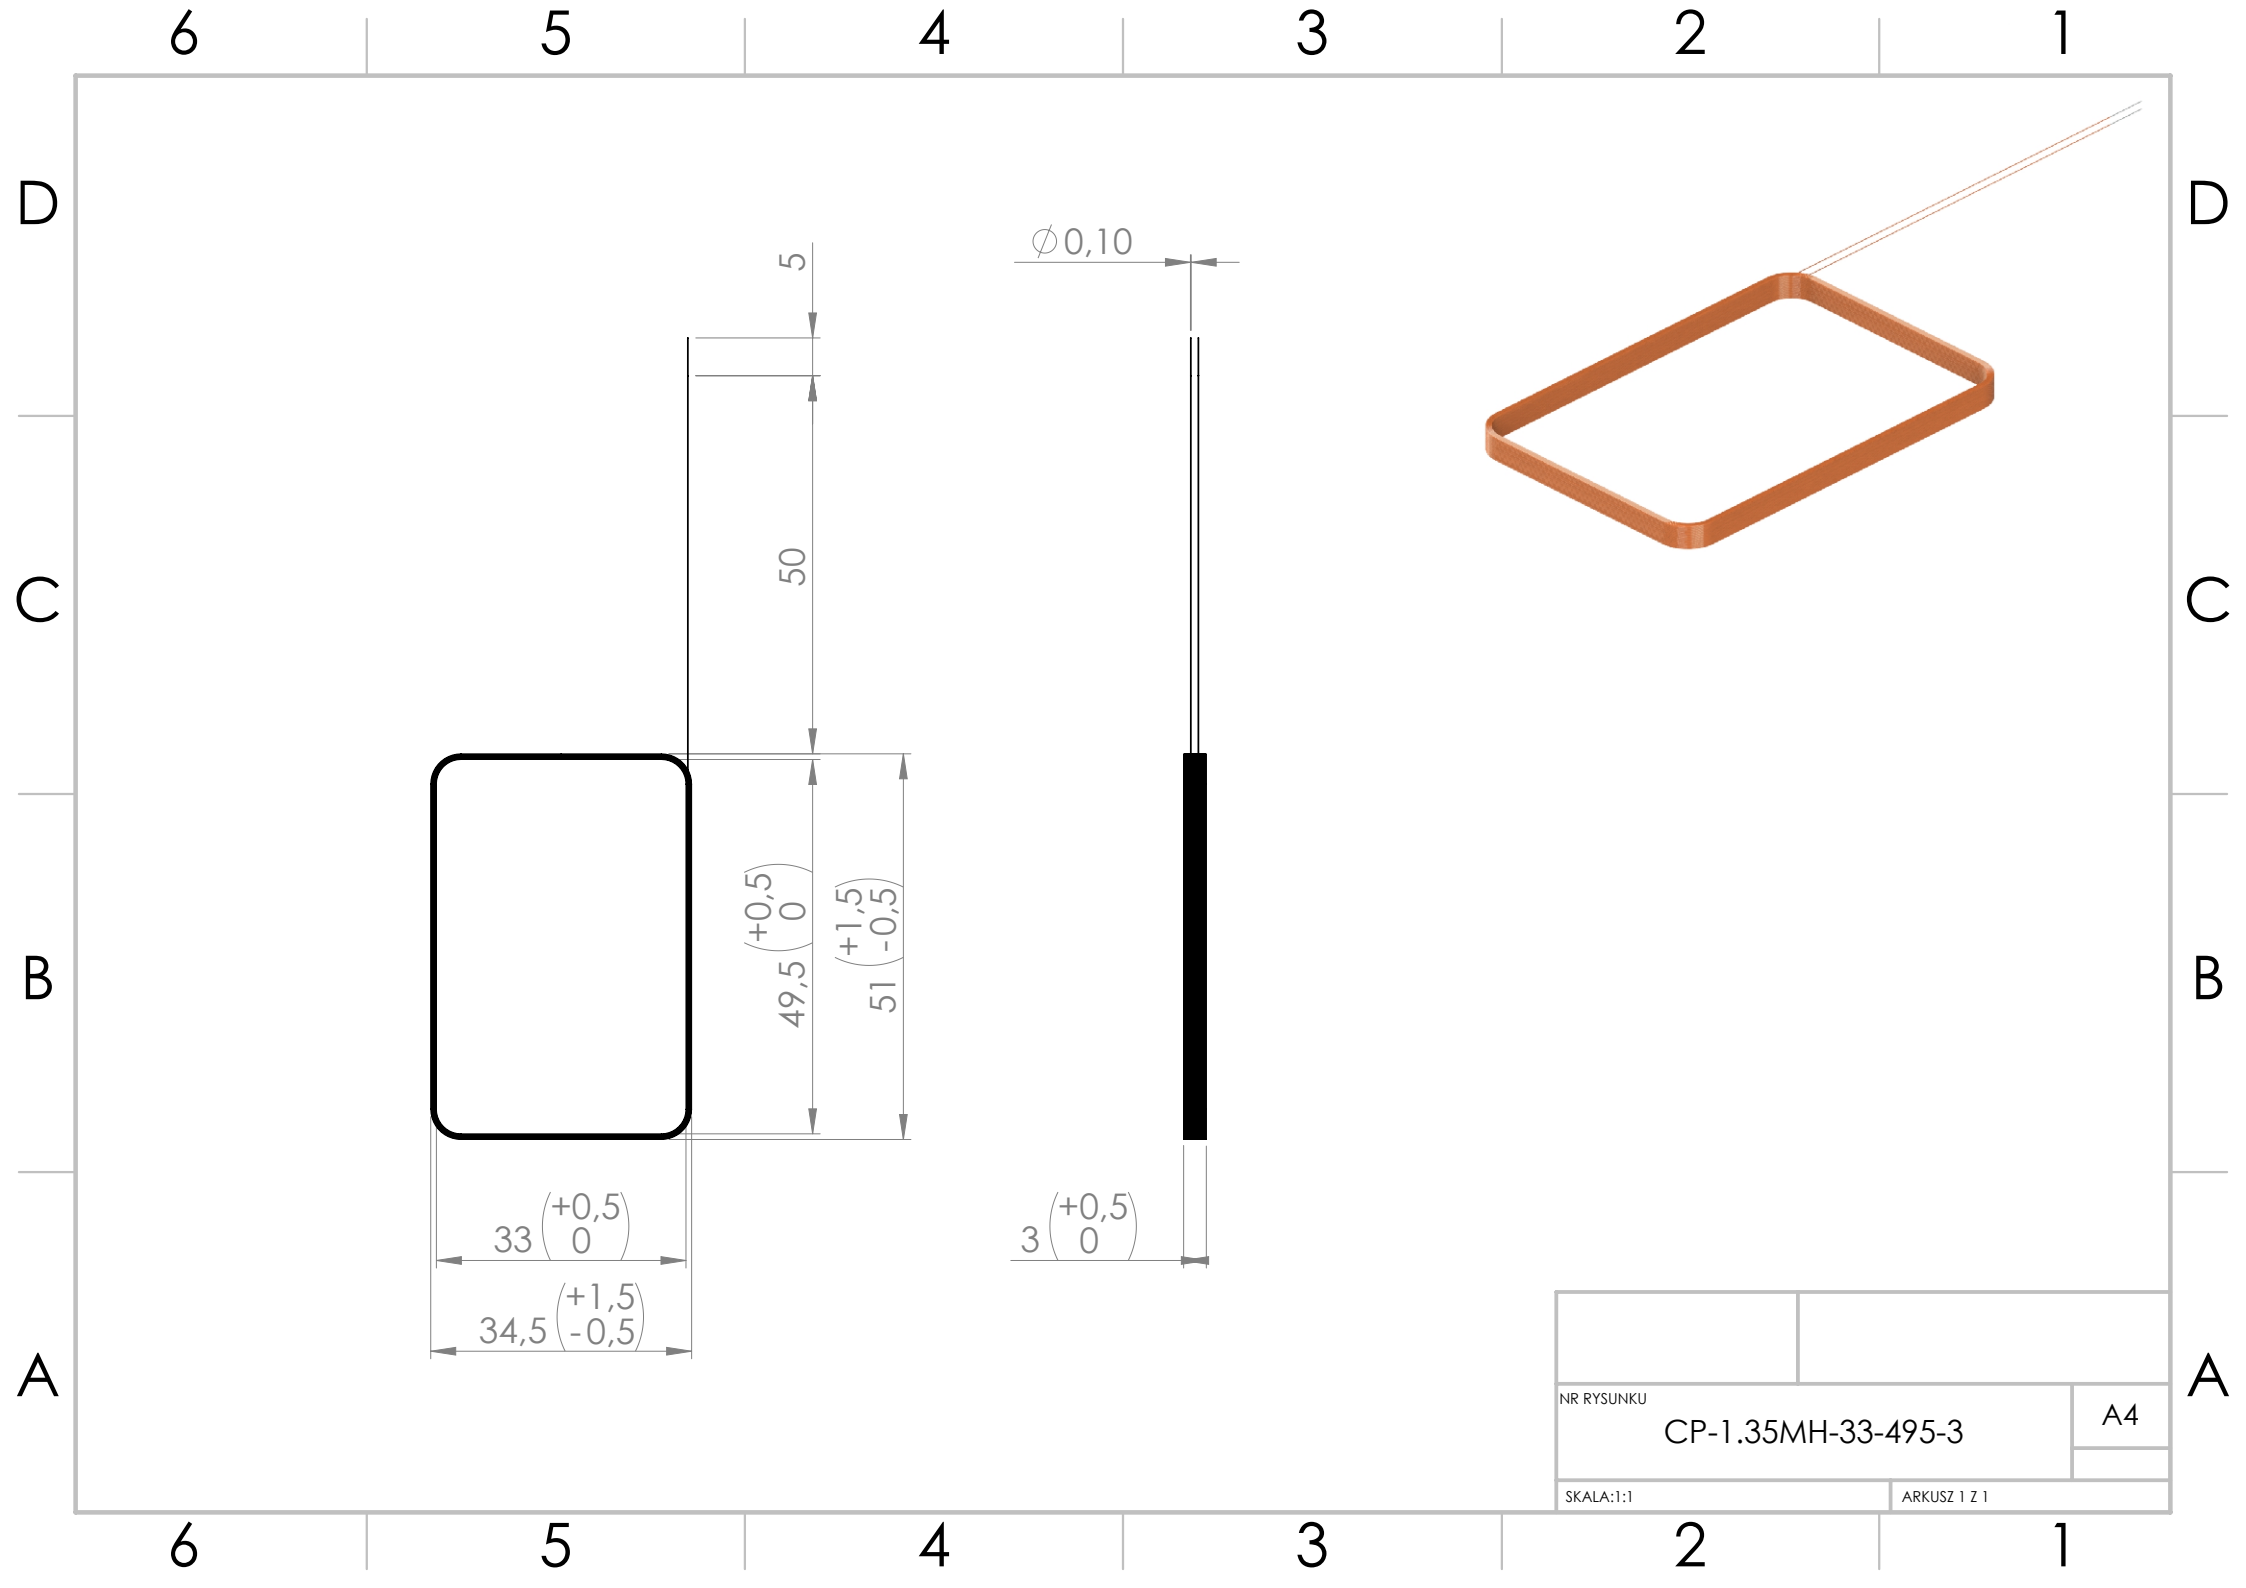 6 5 4 3 2 1
D D
Ø0,10
5
50
C C
+0,5
49,5 ( 0 )
+1,5
51 ( -0,5 )
B B
+0,5
33 ( 0 )
+0,5
3 ( 0 )
+1,5
34,5 ( -0,5 )
A A
NR RYSUNKU
CP-1.35MH-33-495-3
A4
SKALA:1:1
ARKUSZ 1 Z 1
6 5 4 3 2 1